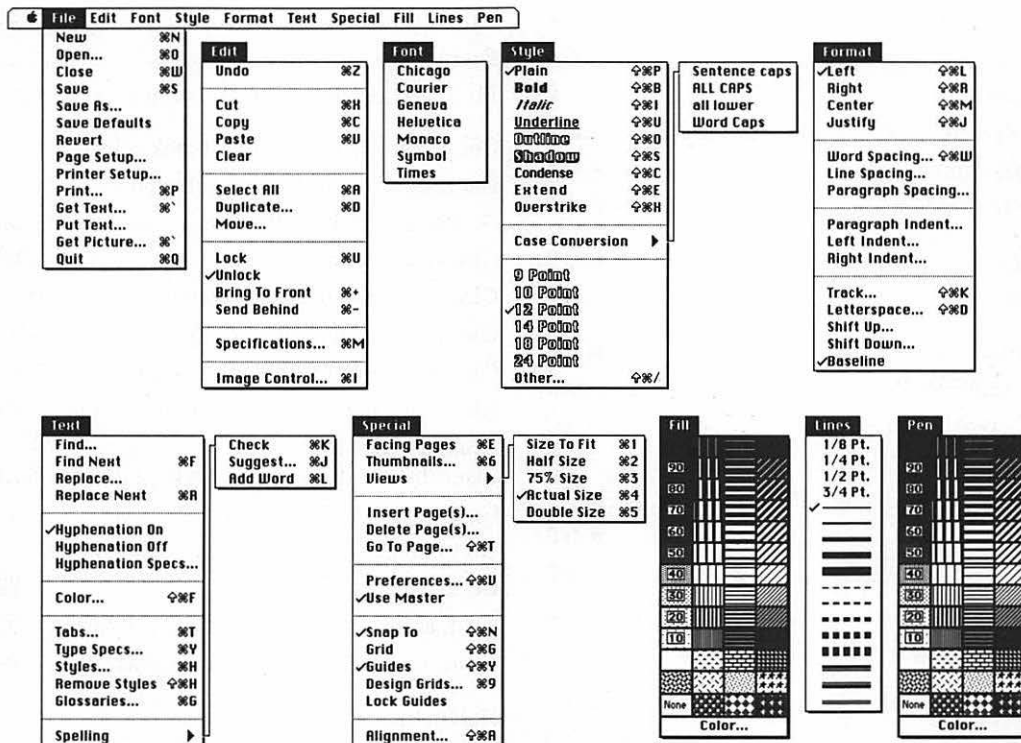 File Edit Font Style Format Text Special Fill Lines Pen
New ⌘N
Open... ⌘O
Close ⌘W
Save ⌘S
Save As...
Save Defaults
Revert
Page Setup...
Printer Setup...
Print... ⌘P
Get Text... ⌘`
Put Text...
Get Picture... ⌘`
Quit ⌘Q
Edit
Undo ⌘Z
Cut ⌘X
Copy ⌘C
Paste ⌘V
Clear
Select All ⌘A
Duplicate... ⌘D
Move...
Lock ⌘U
✓Unlock
Bring To Front ⌘+
Send Behind ⌘-
Specifications... ⌘M
Image Control... ⌘I
Font
Chicago
Courier
Geneva
Helvetica
Monaco
Symbol
Times
Style
✓Plain ⇧⌘P
Bold ⇧⌘B
Italic ⇧⌘I
Underline ⇧⌘U
Outline ⇧⌘O
Shadow ⇧⌘S
Condense ⇧⌘C
Extend ⇧⌘E
Overstrike ⇧⌘X
Case Conversion ▶
9 Point
10 Point
✓12 Point
14 Point
18 Point
24 Point
Other... ⇧⌘/
Sentence caps
ALL CAPS
all lower
Word Caps
Format
✓Left ⇧⌘L
Right ⇧⌘R
Center ⇧⌘M
Justify ⇧⌘J
Word Spacing... ⇧⌘W
Line Spacing...
Paragraph Spacing...
Paragraph Indent...
Left Indent...
Right Indent...
Track... ⇧⌘K
Letterspace... ⇧⌘D
Shift Up...
Shift Down...
✓Baseline
Text
Find...
Find Next ⌘F
Replace...
Replace Next ⌘R
✓Hyphenation On
Hyphenation Off
Hyphenation Specs...
Color... ⇧⌘F
Tabs... ⌘T
Type Specs... ⌘Y
Styles... ⌘H
Remove Styles ⇧⌘H
Glossaries... ⌘G
Spelling ▶
Check ⌘K
Suggest... ⌘J
Add Word ⌘L
Special
Facing Pages ⌘E
Thumbnails... ⌘6
Views ▶
Insert Page(s)...
Delete Page(s)...
Go To Page... ⇧⌘T
Preferences... ⇧⌘V
✓Use Master
✓Snap To ⇧⌘N
Grid ⇧⌘G
✓Guides ⇧⌘Y
Design Grids... ⌘9
Lock Guides
Alignment... ⇧⌘A
Size To Fit ⌘1
Half Size ⌘2
75% Size ⌘3
✓Actual Size ⌘4
Double Size ⌘5
Fill
90
80
70
60
50
40
30
20
10
None
Color...
Lines
1/8 Pt.
1/4 Pt.
1/2 Pt.
3/4 Pt.
✓
Pen
90
80
70
60
50
40
30
20
10
None
Color...